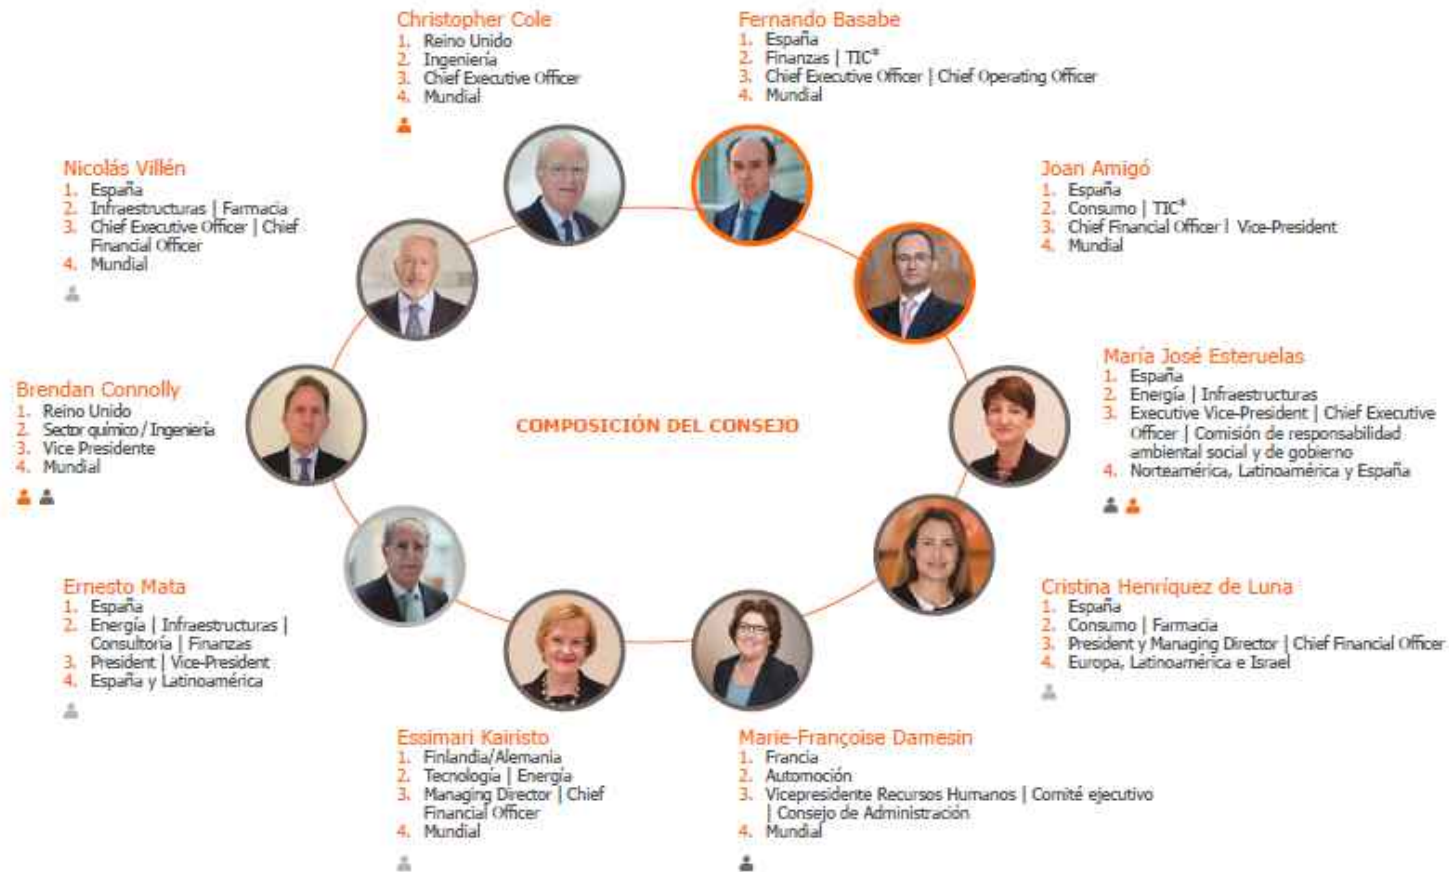 Christopher Cole
1. Reino Unido
2. Ingeniería
3. Chief Executive Officer
4. Mundial
Fernando Basabe
1. España
2. Finanzas | TIC*
3. Chief Executive Officer | Chief Operating Officer
4. Mundial
Nicolás Villén
1. España
2. Infraestructuras | Farmacia
3. Chief Executive Officer | Chief
Financial Officer
4. Mundial
Joan Amigó
1. España
2. Consumo | TIC*
3. Chief Financial Officer l Vice-President
4. Mundial
Brendan Connolly
1. Reino Unido
2. Sector químico / Ingeniería
3. Vice Presidente
4. Mundial
COMPOSICIÓN DEL CONSEJO
María José Esteruelas
1. España
2. Energía | Infraestructuras
3. Executive Vice-President | Chief Executive
Officer | Comisión de responsabilidad
ambiental social y de gobierno
4. Norteamérica, Latinoamérica y España
Ernesto Mata
1. España
2. Energía | Infraestructuras |
Consultoría | Finanzas
3. President | Vice-President
4. España y Latinoamérica
Cristina Henríquez de Luna
1. España
2. Consumo | Farmacia
3. President y Managing Director | Chief Financial Officer
4. Europa, Latinoamérica e Israel
Essimari Kairisto
1. Finlandia/Alemania
2. Tecnología | Energía
3. Managing Director | Chief
Financial Officer
4. Mundial
Marie-Françoise Damesin
1. Francia
2. Automoción
3. Vicepresidente Recursos Humanos | Comité ejecutivo
| Consejo de Administración
4. Mundial